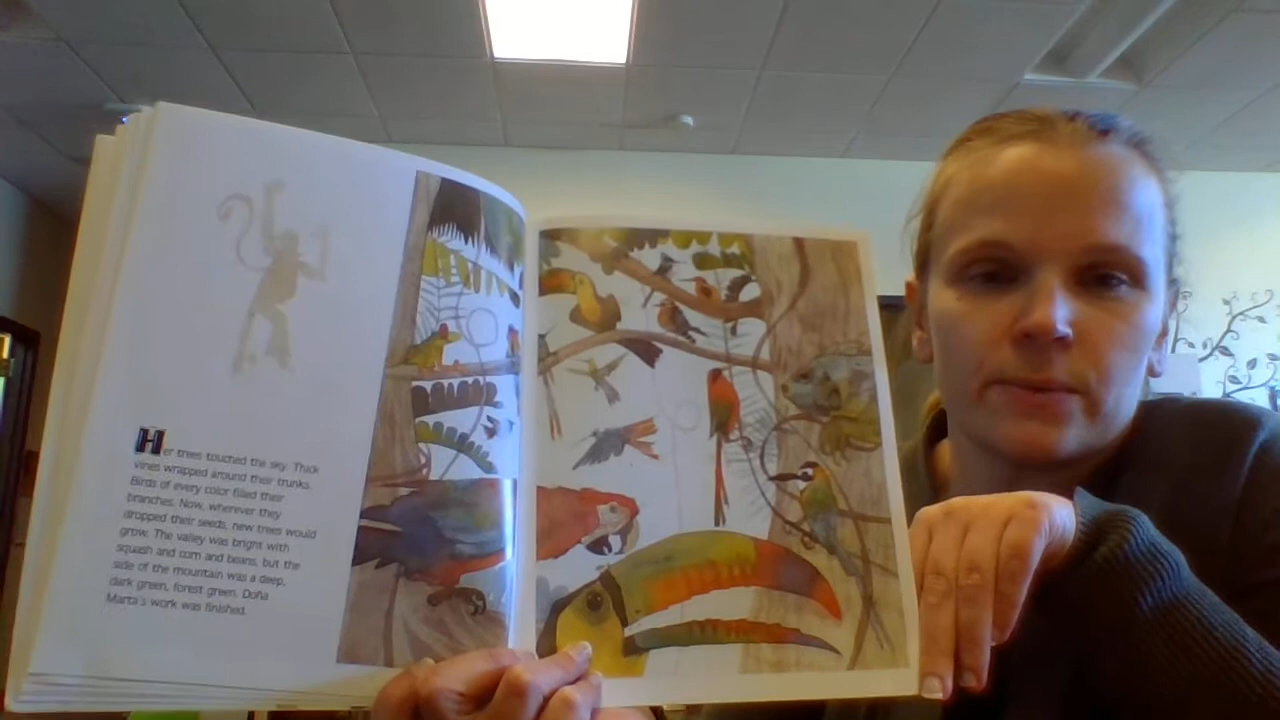 Her trees touched the sky. Thick
vines wrapped around their trunks.
Birds of every color filled their
branches. Now, wherever they
dropped their seeds, new trees would
grow. The valley was bright with
squash and corn and beans, but the
side of the mountain was a deep,
dark green, forest green. Doña
Marta's work was finished.